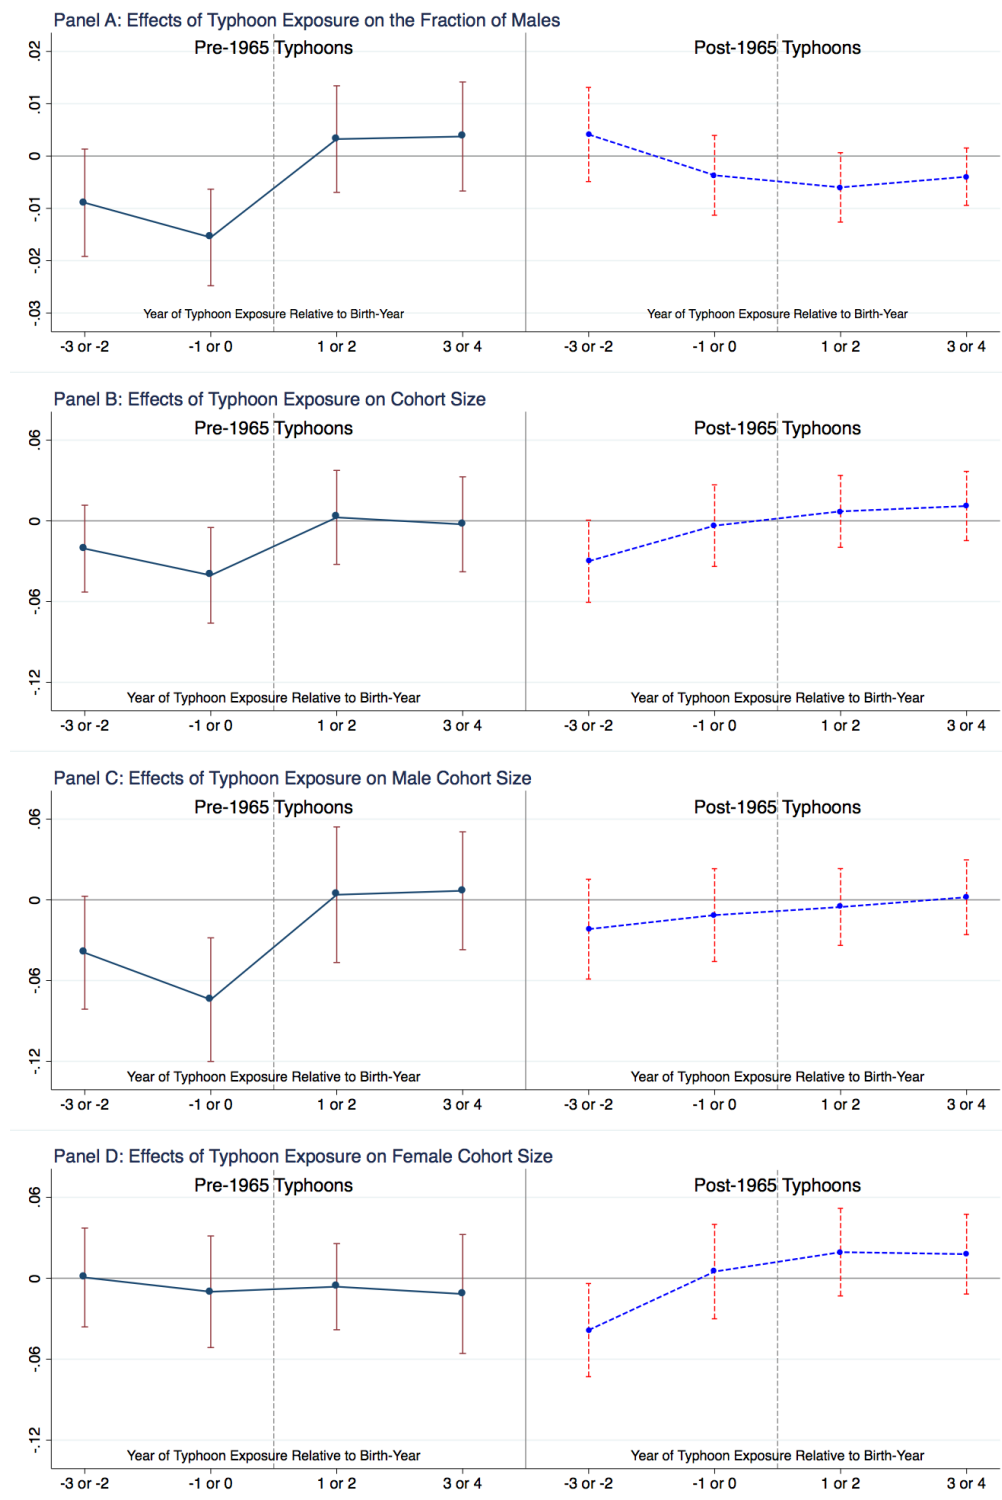 Panel A: Effects of Typhoon Exposure on the Fraction of Males
Pre-1965 Typhoons
Post-1965 Typhoons
.02
.01
0
-.01
-.02
-.03
Year of Typhoon Exposure Relative to Birth-Year
Year of Typhoon Exposure Relative to Birth-Year
-3 or -2
-1 or 0
1 or 2
3 or 4
-3 or -2
-1 or 0
1 or 2
3 or 4
Panel B: Effects of Typhoon Exposure on Cohort Size
Pre-1965 Typhoons
Post-1965 Typhoons
.06
0
-.06
-.12
Year of Typhoon Exposure Relative to Birth-Year
Year of Typhoon Exposure Relative to Birth-Year
-3 or -2
-1 or 0
1 or 2
3 or 4
-3 or -2
-1 or 0
1 or 2
3 or 4
Panel C: Effects of Typhoon Exposure on Male Cohort Size
Pre-1965 Typhoons
Post-1965 Typhoons
.06
0
-.06
-.12
Year of Typhoon Exposure Relative to Birth-Year
Year of Typhoon Exposure Relative to Birth-Year
-3 or -2
-1 or 0
1 or 2
3 or 4
-3 or -2
-1 or 0
1 or 2
3 or 4
Panel D: Effects of Typhoon Exposure on Female Cohort Size
Pre-1965 Typhoons
Post-1965 Typhoons
.06
0
-.06
-.12
Year of Typhoon Exposure Relative to Birth-Year
Year of Typhoon Exposure Relative to Birth-Year
-3 or -2
-1 or 0
1 or 2
3 or 4
-3 or -2
-1 or 0
1 or 2
3 or 4